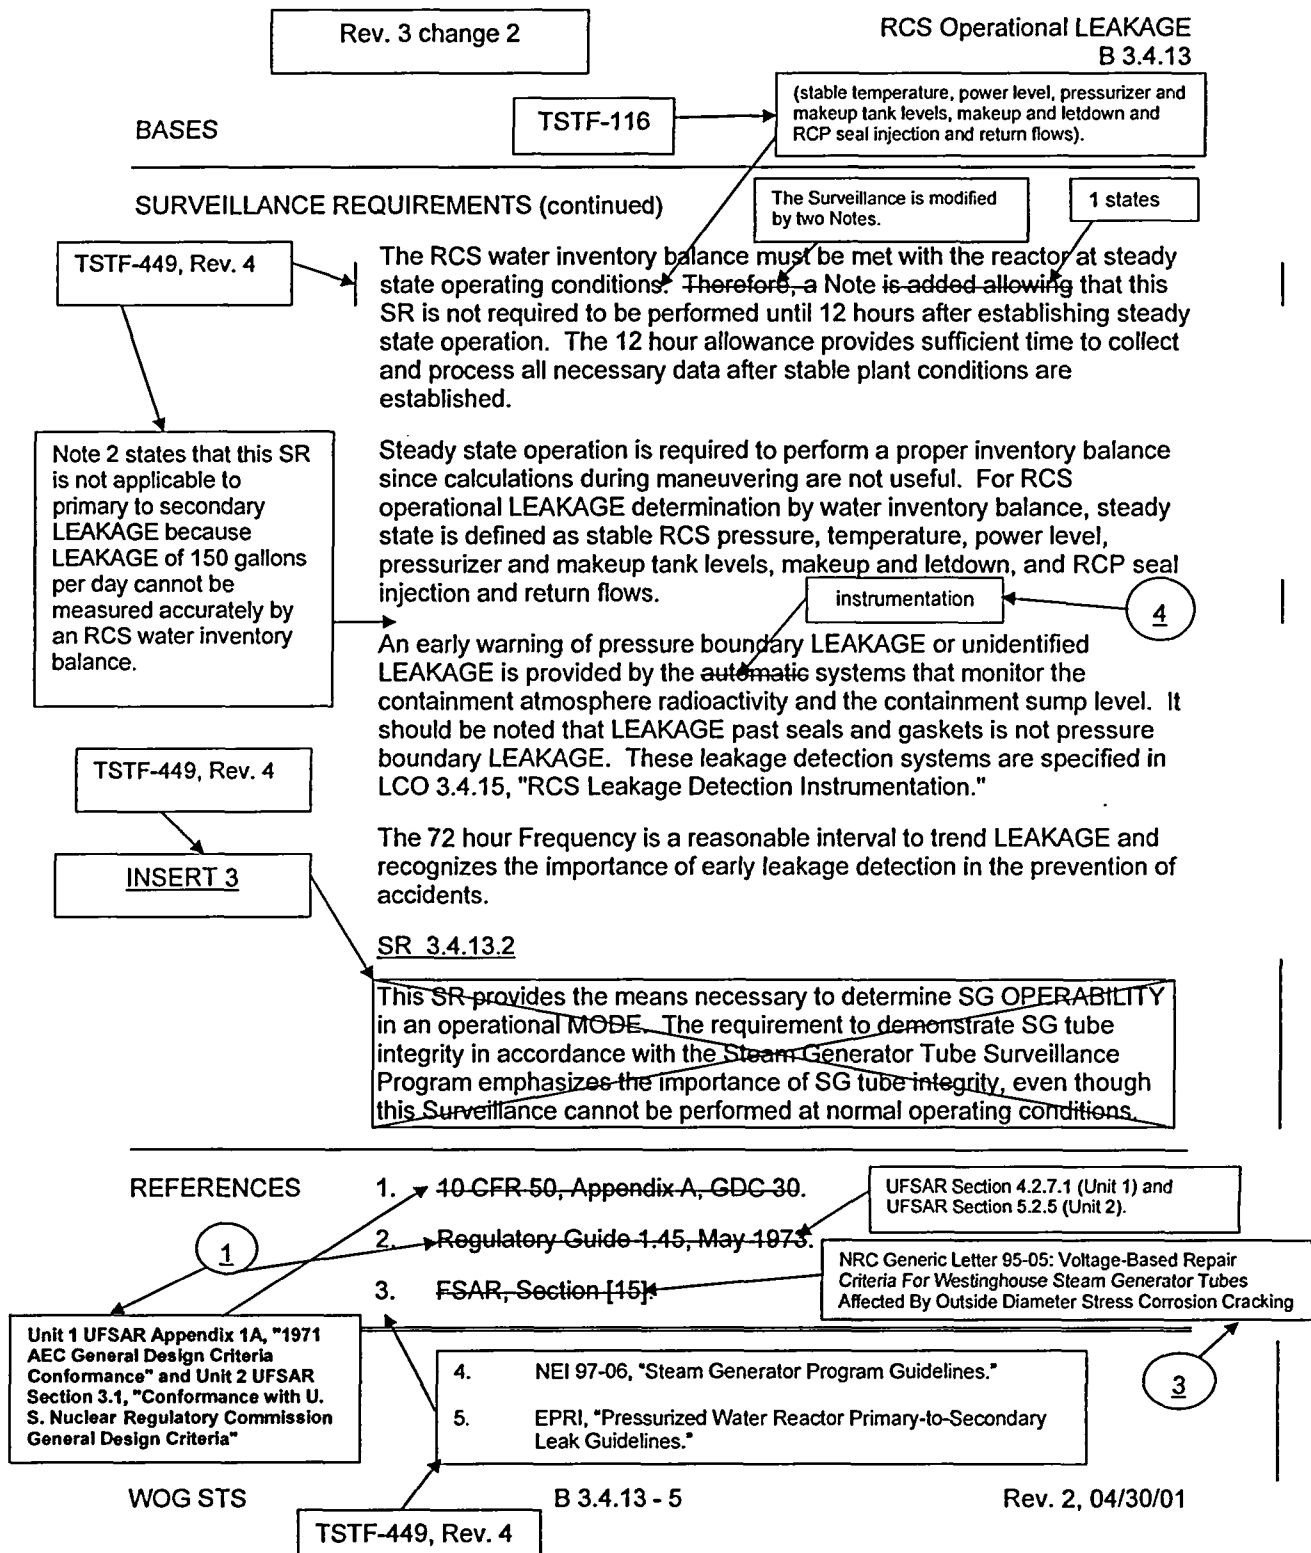 Rev. 3 change 2
RCS Operational LEAKAGE
B 3.4.13
BASES
TSTF-116
(stable temperature, power level, pressurizer and
makeup tank levels, makeup and letdown and
RCP seal injection and return flows).
SURVEILLANCE REQUIREMENTS (continued)
The Surveillance is modified
by two Notes.
1 states
TSTF-449, Rev. 4
The RCS water inventory balance must be met with the reactor at steady
state operating conditions. Therefore, a Note is added allowing that this
SR is not required to be performed until 12 hours after establishing steady
state operation. The 12 hour allowance provides sufficient time to collect
and process all necessary data after stable plant conditions are
established.
Note 2 states that this SR
is not applicable to
primary to secondary
LEAKAGE because
LEAKAGE of 150 gallons
per day cannot be
measured accurately by
an RCS water inventory
balance.
Steady state operation is required to perform a proper inventory balance
since calculations during maneuvering are not useful. For RCS
operational LEAKAGE determination by water inventory balance, steady
state is defined as stable RCS pressure, temperature, power level,
pressurizer and makeup tank levels, makeup and letdown, and RCP seal
injection and return flows.
instrumentation
4
An early warning of pressure boundary LEAKAGE or unidentified
LEAKAGE is provided by the automatic systems that monitor the
containment atmosphere radioactivity and the containment sump level. It
should be noted that LEAKAGE past seals and gaskets is not pressure
boundary LEAKAGE. These leakage detection systems are specified in
LCO 3.4.15, "RCS Leakage Detection Instrumentation."
TSTF-449, Rev. 4
The 72 hour Frequency is a reasonable interval to trend LEAKAGE and
recognizes the importance of early leakage detection in the prevention of
accidents.
INSERT 3
SR 3.4.13.2
This SR provides the means necessary to determine SG OPERABILITY
in an operational MODE. The requirement to demonstrate SG tube
integrity in accordance with the Steam Generator Tube Surveillance
Program emphasizes the importance of SG tube integrity, even though
this Surveillance cannot be performed at normal operating conditions.
REFERENCES
1. 10 CFR 50, Appendix A, GDC 30.
UFSAR Section 4.2.7.1 (Unit 1) and
UFSAR Section 5.2.5 (Unit 2).
2. Regulatory Guide 1.45, May 1973.
1
NRC Generic Letter 95-05: Voltage-Based Repair
Criteria For Westinghouse Steam Generator Tubes
Affected By Outside Diameter Stress Corrosion Cracking
3. FSAR, Section [15].
Unit 1 UFSAR Appendix 1A, "1971
AEC General Design Criteria
Conformance" and Unit 2 UFSAR
Section 3.1, "Conformance with U.
S. Nuclear Regulatory Commission
General Design Criteria"
4. NEI 97-06, "Steam Generator Program Guidelines."
5. EPRI, "Pressurized Water Reactor Primary-to-Secondary
Leak Guidelines."
3
WOG STS
B 3.4.13 - 5
Rev. 2, 04/30/01
TSTF-449, Rev. 4